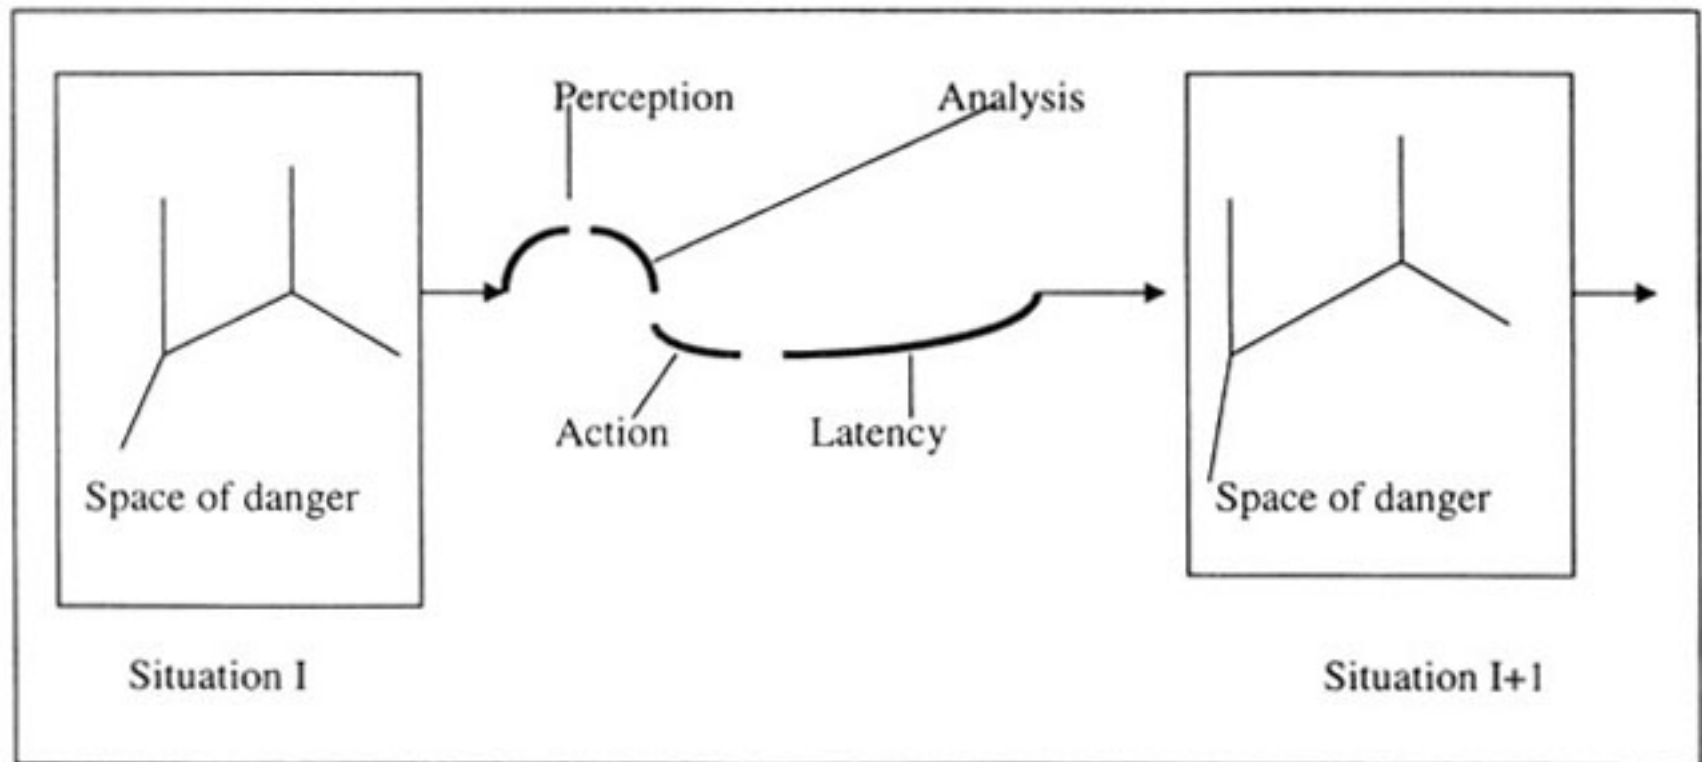 Perception
Analysis
Action
Latency
Space of danger
Space of danger
Situation I
Situation I+1